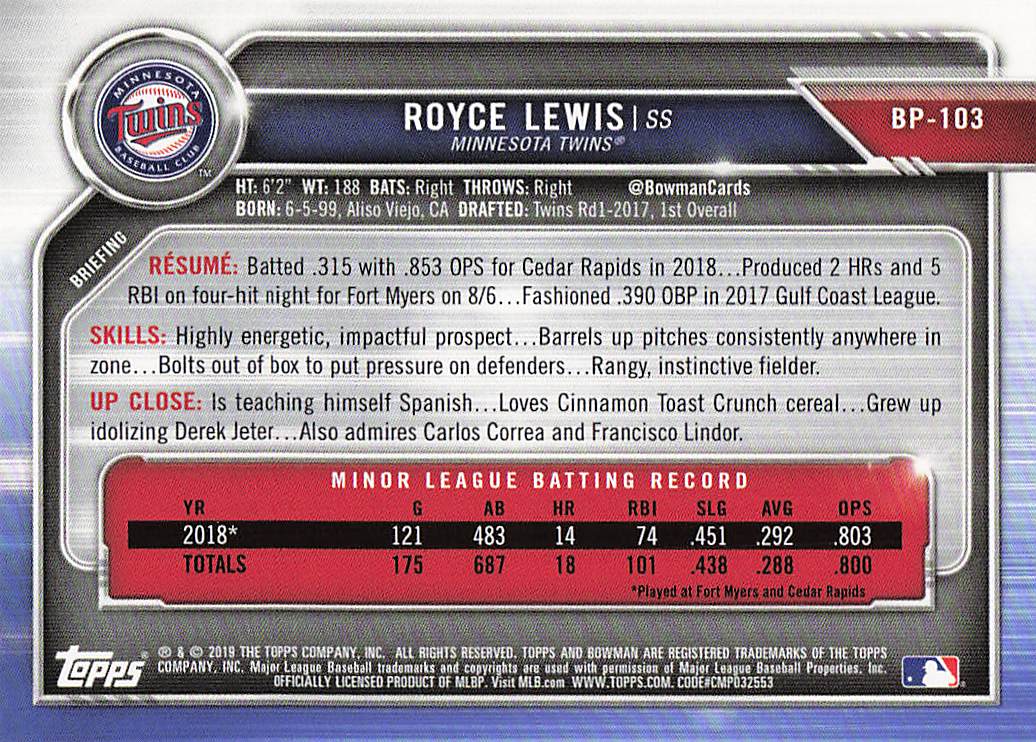 MINNESOTA
Twins
BASEBALL CLUB
TM
ROYCE LEWIS | SS
MINNESOTA TWINS®
BP-103
HT: 6'2" WT: 188 BATS: Right THROWS: Right @BowmanCards
BORN: 6-5-99, Aliso Viejo, CA DRAFTED: Twins Rd1-2017, 1st Overall
BRIEFING
RÉSUMÉ: Batted .315 with .853 OPS for Cedar Rapids in 2018...Produced 2 HRs and 5
RBI on four-hit night for Fort Myers on 8/6...Fashioned .390 OBP in 2017 Gulf Coast League.
SKILLS: Highly energetic, impactful prospect...Barrels up pitches consistently anywhere in
zone...Bolts out of box to put pressure on defenders...Rangy, instinctive fielder.
UP CLOSE: Is teaching himself Spanish...Loves Cinnamon Toast Crunch cereal...Grew up
idolizing Derek Jeter...Also admires Carlos Correa and Francisco Lindor.
MINOR LEAGUE BATTING RECORD
YR G AB HR RBI SLG AVG OPS
2018* 121 483 14 74 .451 .292 .803
TOTALS 175 687 18 101 .438 .288 .800
*Played at Fort Myers and Cedar Rapids
TOPPS® ® & © 2019 THE TOPPS COMPANY, INC. ALL RIGHTS RESERVED. TOPPS AND BOWMAN ARE REGISTERED TRADEMARKS OF THE TOPPS
COMPANY, INC. Major League Baseball trademarks and copyrights are used with permission of Major League Baseball Properties, Inc.
OFFICIALLY LICENSED PRODUCT OF MLBP. Visit MLB.com WWW.TOPPS.COM. CODE#CMP032553